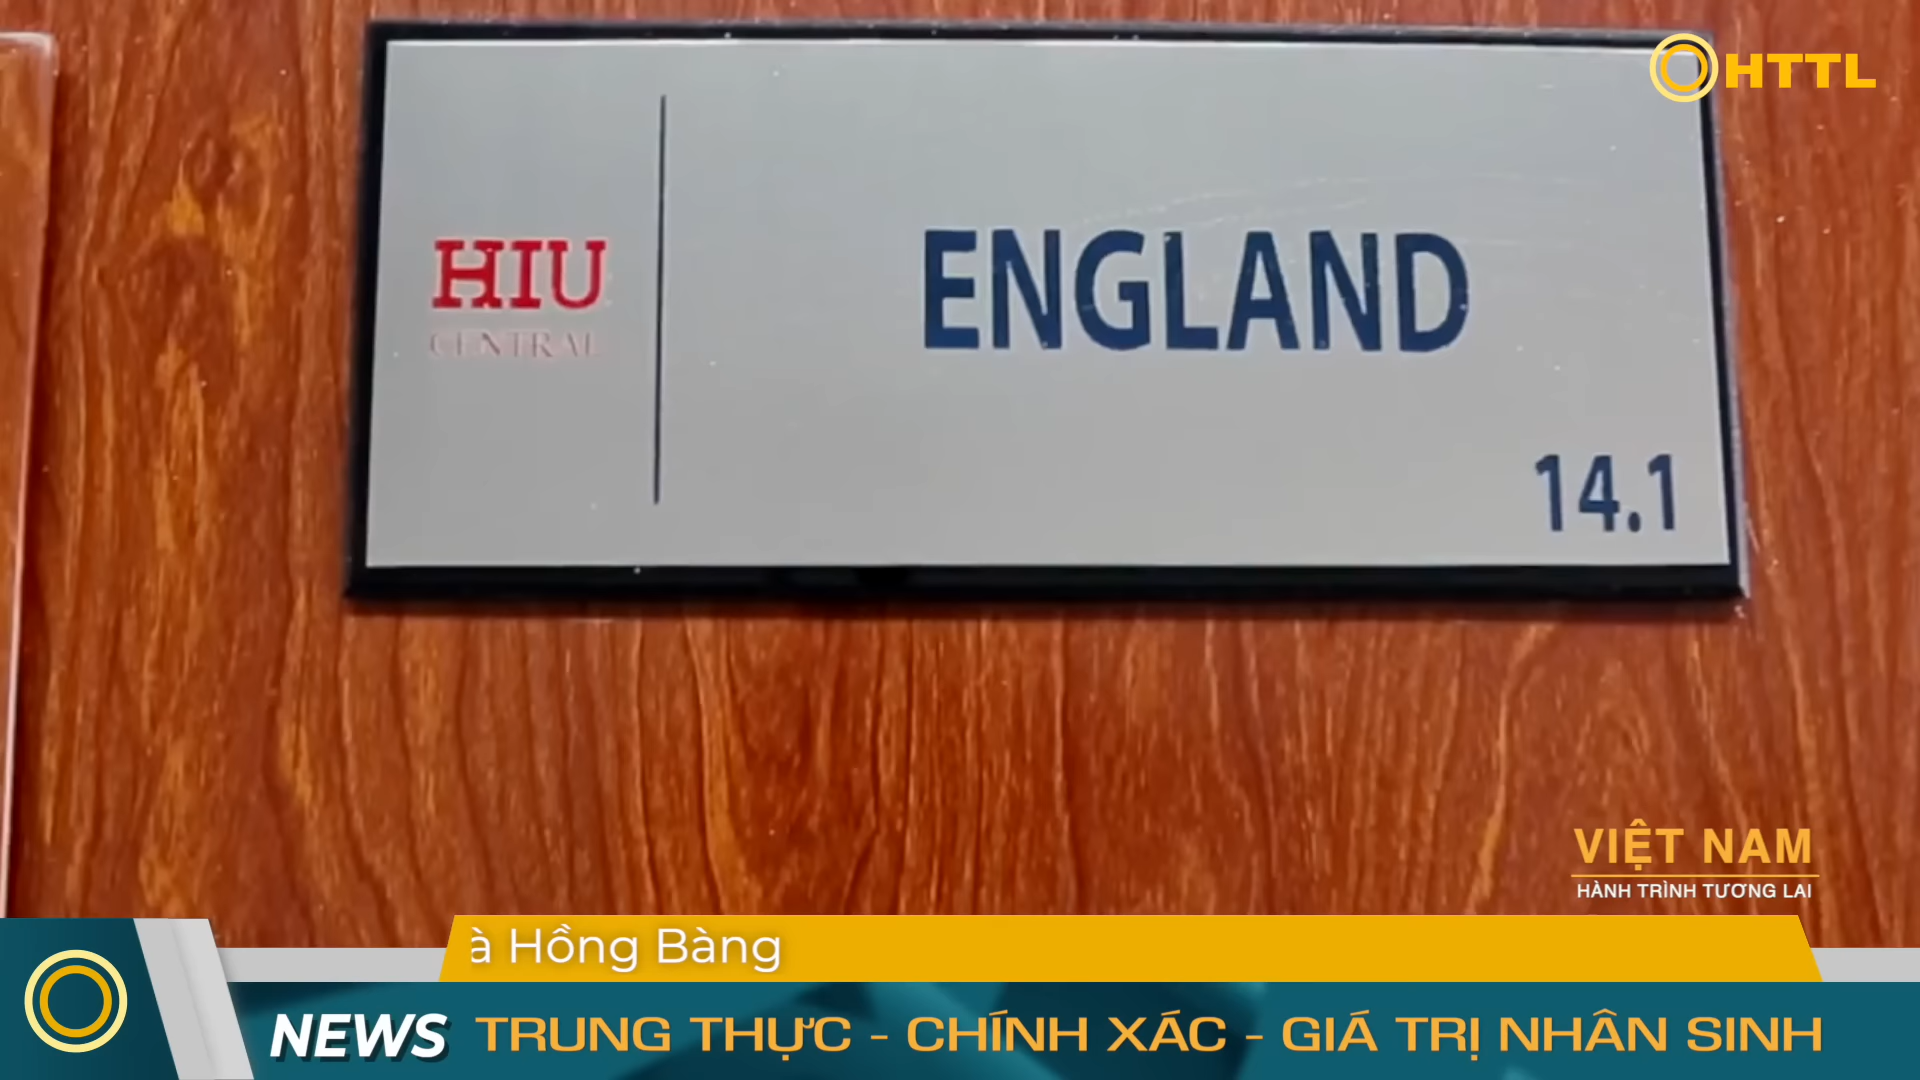 HTTL
HIU
CENTRAL
ENGLAND
14.1
VIỆT NAM
HÀNH TRÌNH TƯƠNG LAI
à Hồng Bàng
NEWS
TRUNG THỰC - CHÍNH XÁC - GIÁ TRỊ NHÂN SINH